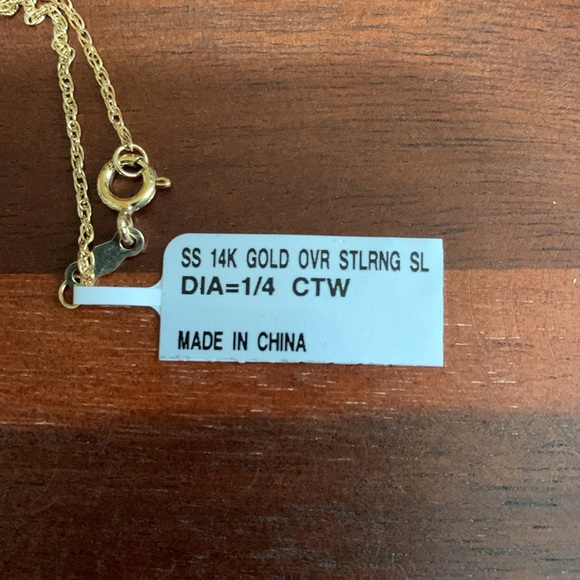 SS 14K GOLD OVR STLRNG SL
DIA=1/4 CTW
MADE IN CHINA